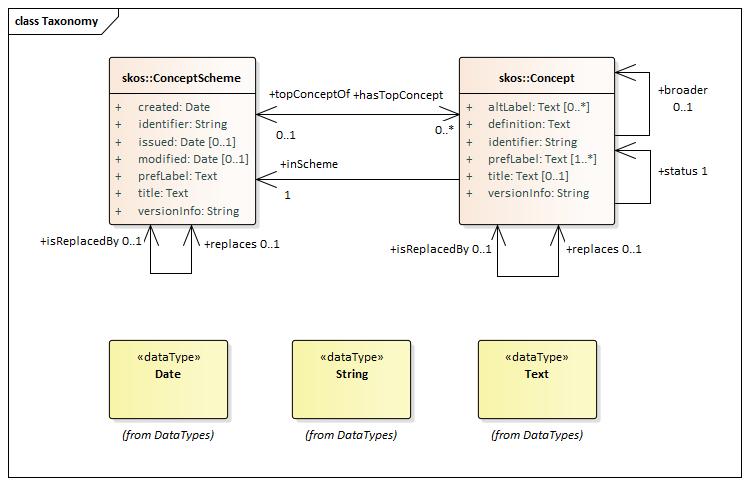 class Taxonomy
skos::ConceptScheme
+ created: Date
+ identifier: String
+ issued: Date [0..1]
+ modified: Date [0..1]
+ prefLabel: Text
+ title: Text
+ versionInfo: String
+topConceptOf +hasTopConcept
0..1 0..*
+inScheme
1
skos::Concept
+ altLabel: Text [0..*]
+ definition: Text
+ identifier: String
+ prefLabel: Text [1..*]
+ title: Text [0..1]
+ versionInfo: String
+broader
0..1
+status 1
+isReplacedBy 0..1 +replaces 0..1
+isReplacedBy 0..1 +replaces 0..1
«dataType»
Date
(from DataTypes)
«dataType»
String
(from DataTypes)
«dataType»
Text
(from DataTypes)